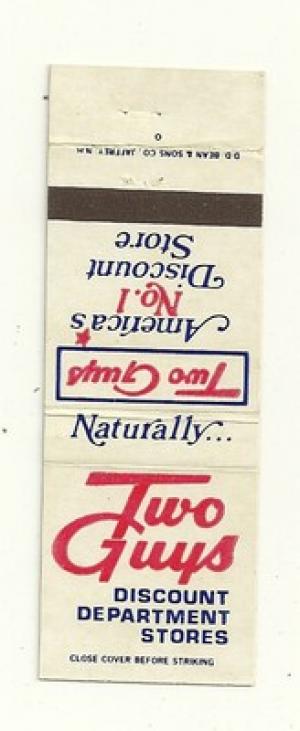 D.D. BEAN & SONS CO., JAFFREY, N.H.
Two Guys
America's
No.1
Discount
Store
Naturally...
Two
Guys
DISCOUNT
DEPARTMENT
STORES
CLOSE COVER BEFORE STRIKING